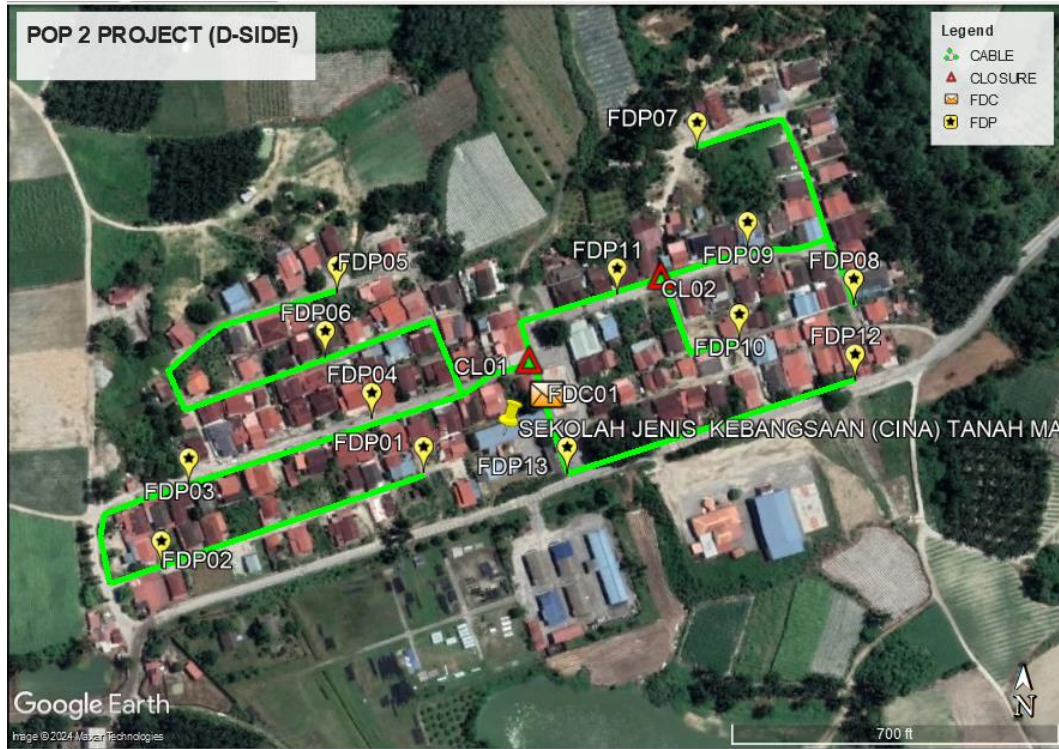 POP 2 PROJECT (D-SIDE)
Legend
CABLE
CLOSURE
FDC
FDP
FDP07
FDP11
FDP09
FDP05
FDP08
CL02
FDP06
FDP10
FDP12
CL01
FDP04
FDC01
FDP01
SEKOLAH JENIS KEBANGSAAN (CINA) TANAH MA
FDP13
FDP03
FDP02
Google Earth
Image © 2024 Maxar Technologies
700 ft
N